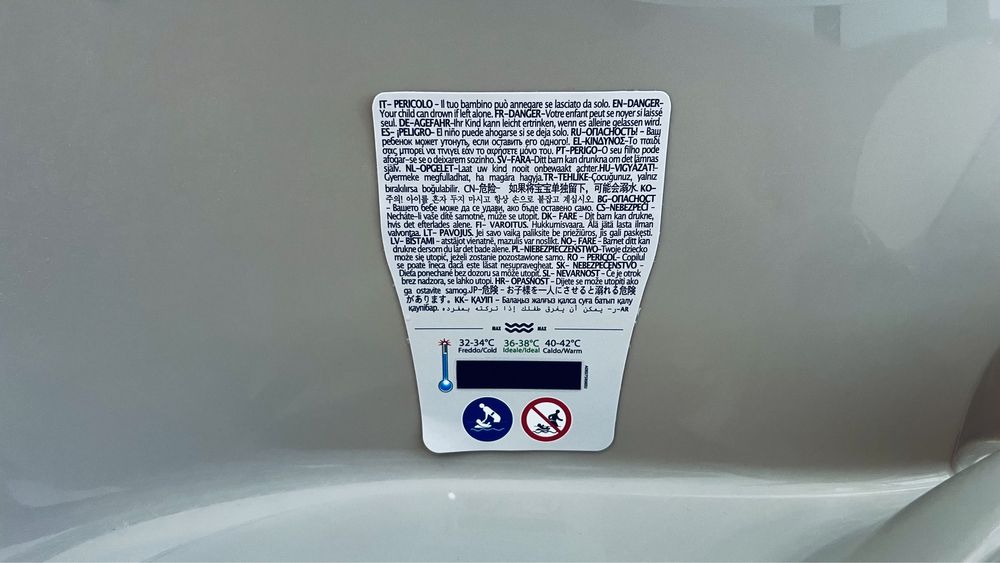 IT- PERICOLO - Il tuo bambino può annegare se lasciato da solo. EN-DANGER-
Your child can drown if left alone. FR-DANGER-Votre enfant peut se noyer si laissé
seul. DE-AGEFAHR-Ihr Kind kann leicht ertrinken, wenn es alleine gelassen wird.
ES- ¡PELIGRO- El niño puede ahogarse si se deja solo. RU-ОПАСНОСТЬ! - Ваш
ребенок может утонуть, если оставить его одного!. EL-ΚΙΝΔΥΝΟΣ-Το παιδί
σας μπορεί να πνιγεί εάν το αφήσετε μόνο του. PT-PERIGO-O seu filho pode
afogar-se se o deixarem sozinho. SV-FARA-Ditt barn kan drunkna om det lämnas
själv. NL-OPGELET-Laat uw kind nooit onbewaakt achter.HU-VIGYÁZAT!-
Gyermeke megfulladhat, ha magára hagyja.TR-TEHLIKE-Çocuğunuz, yalnız
bırakılırsa boğulabilir. CN-危险- 如果将宝宝单独留下，可能会溺水. KO-
주의! 아이를 혼자 두지 마시고 항상 손으로 붙잡고 계십시오. BG-ОПАСНОСТ
- Вашето бебе може да се удави, ако бъде оставено само. CS-NEBEZPEČÍ -
Necháte-li vaše dítě samotné, může se utopit. DK- FARE - Dit barn kan drukne,
hvis det efterlades alene. FI- VAROITUS. Hukkumisvaara. Älä jätä lasta ilman
valvontaa. LT- PAVOJUS. Jei savo vaiką paliksite be priežiūros, jis gali paskęsti.
LV- BĪSTAMI - atstājot vienatnē, mazulis var noslīkt. NO- FARE - Barnet ditt kan
drukne dersom du lar det bade alene. PL-NIEBEZPIECZEŃSTWO-Twoje dziecko
może się utopić, jeżeli zostanie pozostawione samo. RO - PERICOL- Copilul
se poate îneca dacă este lăsat nesupravegheat. SK- NEBEZPEČENSTVO -
Dieťa ponechané bez dozoru sa môže utopiť. SL- NEVARNOST - Če je otrok
brez nadzora, se lahko utopi. HR- OPASNOST - Dijete se može utopiti ako
ga ostavite samog.JP-危険 - お子様を一人にさせると溺れる危険
があります。KK- ҚАУІП - Балаңыз жалғыз қалса суға батып қалу
қаупібар. ر- يمكن أن يغرق طفلك إذا تركته بمفرده -AR
MAX MAX
32-34°C 36-38°C 40-42°C
Freddo/Cold Ideale/Ideal Caldo/Warm